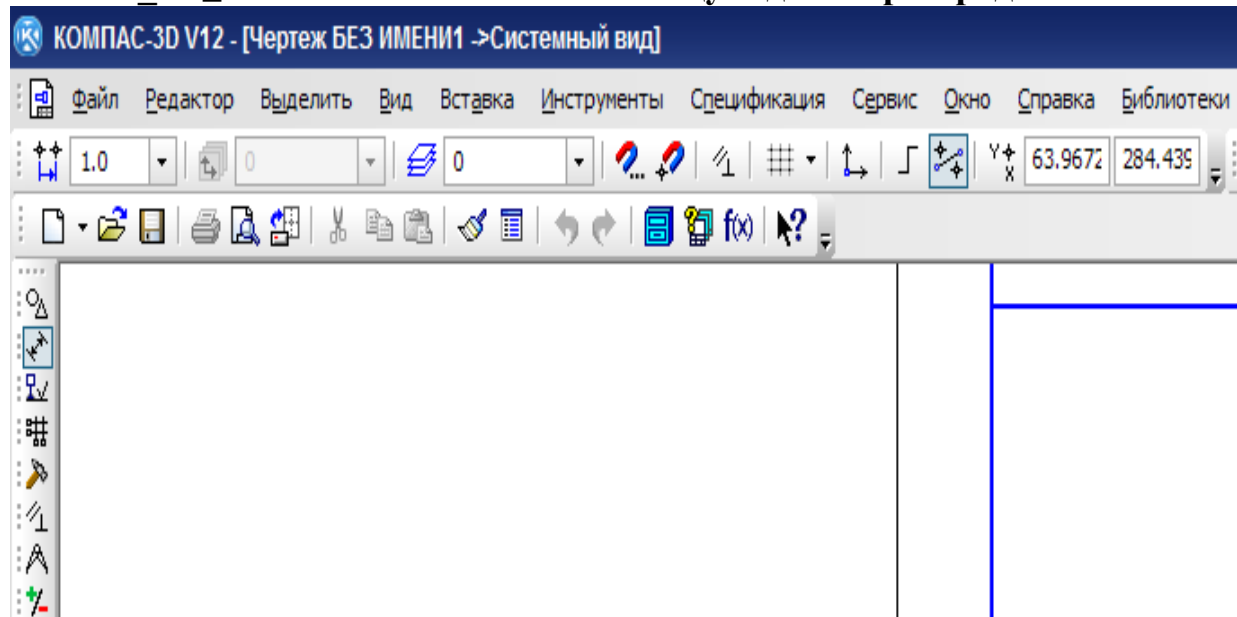 КОМПАС-3D V12 - [Чертеж БЕЗ ИМЕНИ1 ->Системный вид]
Файл Редактор Выделить Вид Вставка Инструменты Спецификация Сервис Окно Справка Библиотеки
1.0 0 0 Y X 63.9672 284.439
f(x) ?